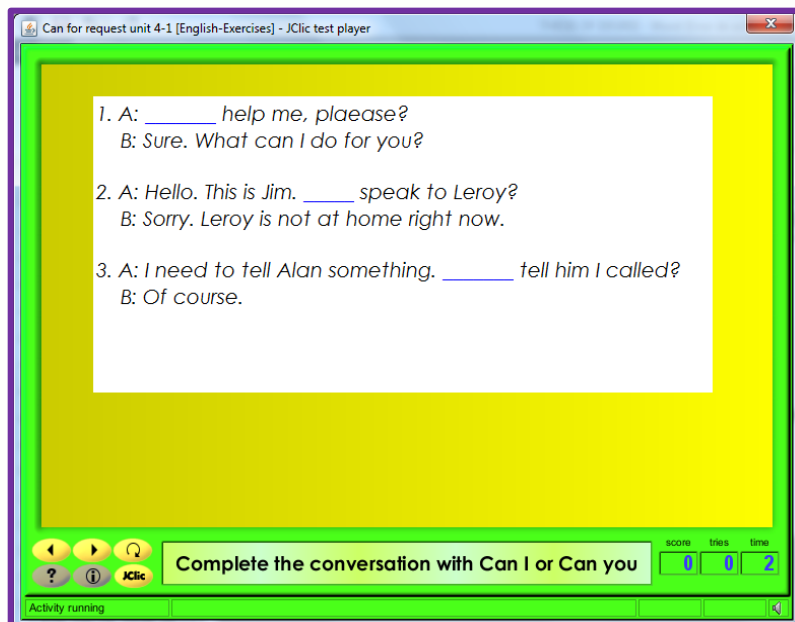 Can for request unit 4-1 [English-Exercises] - JClic test player
1. A: _______ help me, plaease?
B: Sure. What can I do for you?
2. A: Hello. This is Jim. _____ speak to Leroy?
B: Sorry. Leroy is not at home right now.
3. A: I need to tell Alan something. _______ tell him I called?
B: Of course.
Complete the conversation with Can I or Can you
score tries time
0 0 2
? i JClic
Activity running